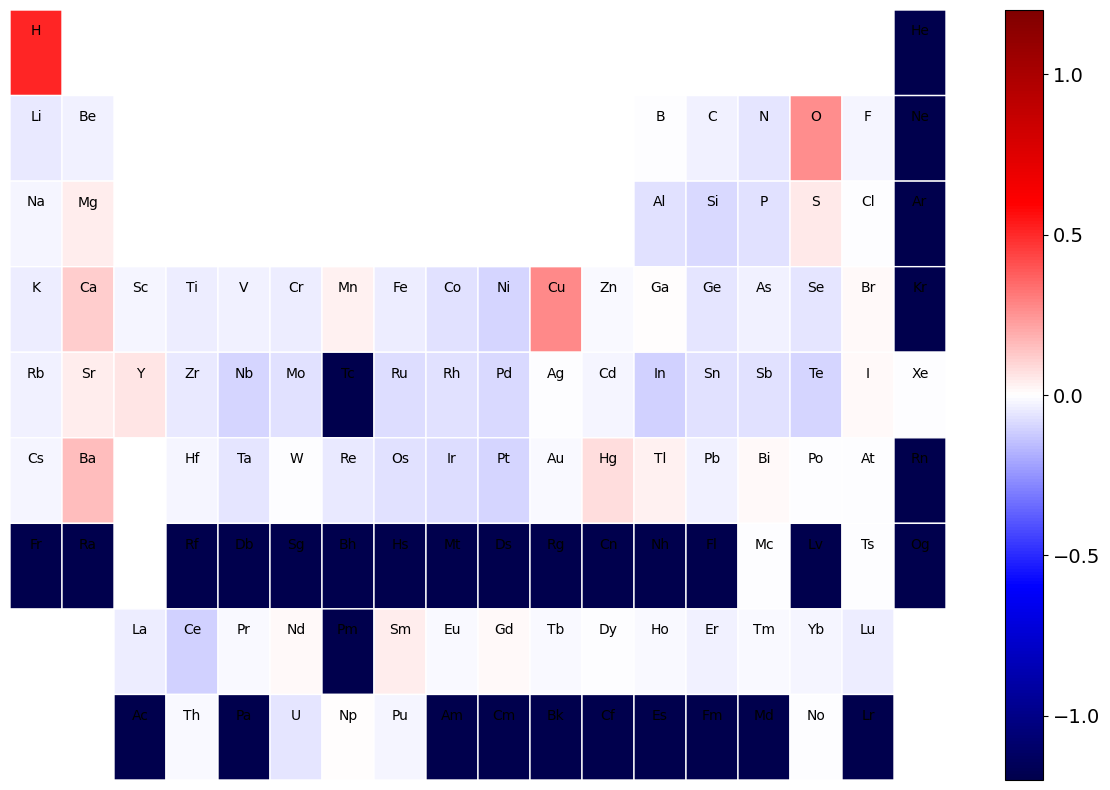 H He
Li Be B C N O F Ne
Na Mg Al Si P S Cl Ar
K Ca Sc Ti V Cr Mn Fe Co Ni Cu Zn Ga Ge As Se Br Kr
Rb Sr Y Zr Nb Mo Tc Ru Rh Pd Ag Cd In Sn Sb Te I Xe
Cs Ba Hf Ta W Re Os Ir Pt Au Hg Tl Pb Bi Po At Rn
Fr Ra Rf Db Sg Bh Hs Mt Ds Rg Cn Nh Fl Mc Lv Ts Og
La Ce Pr Nd Pm Sm Eu Gd Tb Dy Ho Er Tm Yb Lu
Ac Th Pa U Np Pu Am Cm Bk Cf Es Fm Md No Lr
1.0
0.5
0.0
−0.5
−1.0